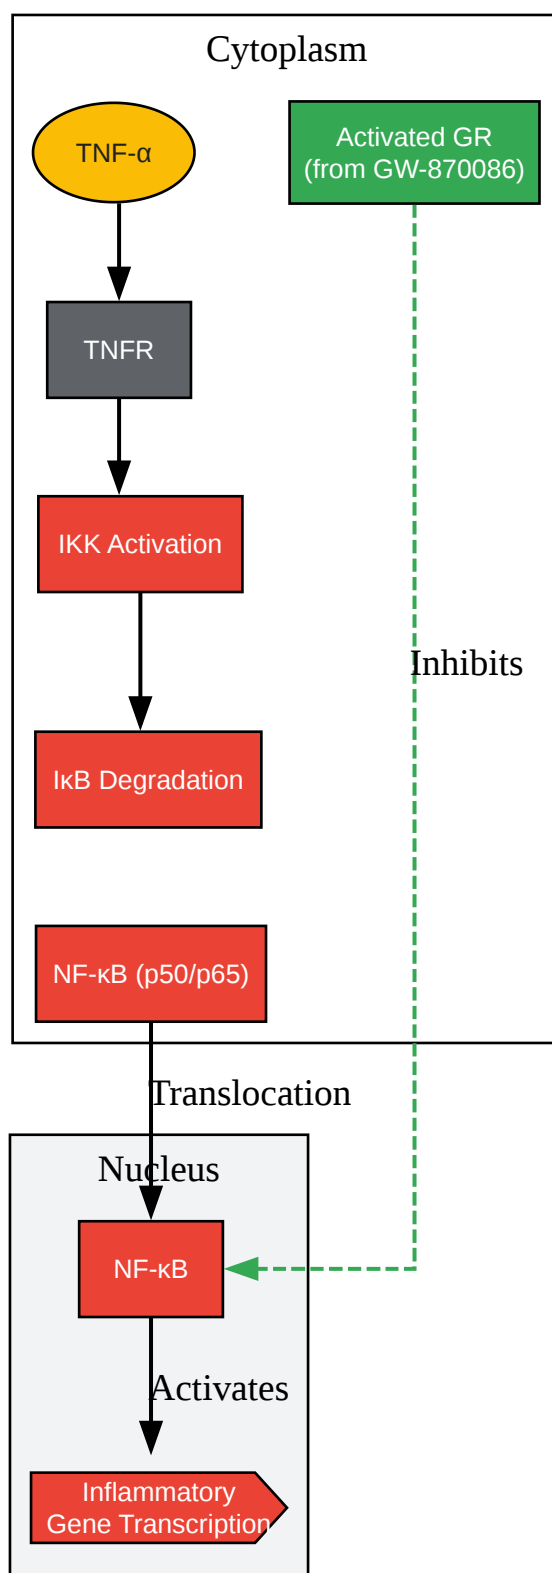 Cytoplasm
TNF-α
Activated GR
(from GW-870086)
TNFR
IKK Activation
Inhibits
IκB Degradation
NF-κB (p50/p65)
Translocation
Nucleus
NF-κB
Activates
Inflammatory
Gene Transcription